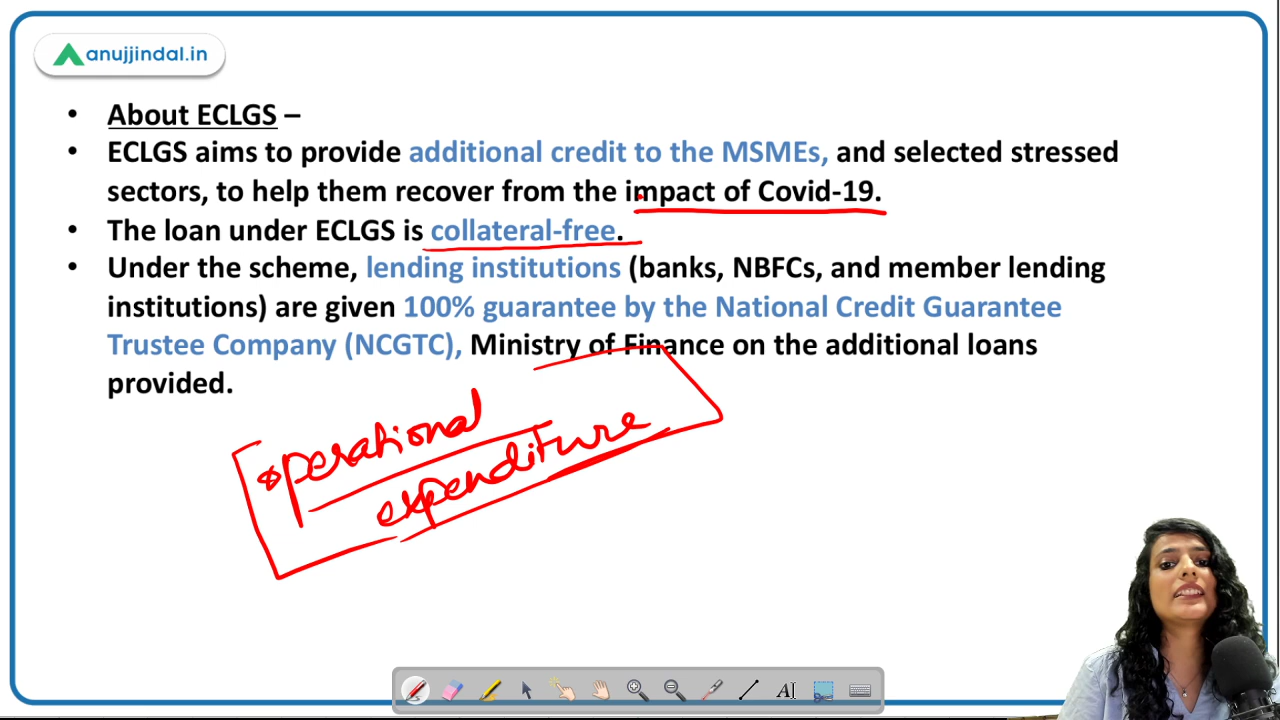 anujjindal.in
• About ECLGS –
• ECLGS aims to provide additional credit to the MSMEs, and selected stressed
sectors, to help them recover from the impact of Covid-19.
• The loan under ECLGS is collateral-free.
• Under the scheme, lending institutions (banks, NBFCs, and member lending
institutions) are given 100% guarantee by the National Credit Guarantee
Trustee Company (NCGTC), Ministry of Finance on the additional loans
provided.
operational
expenditure
AI